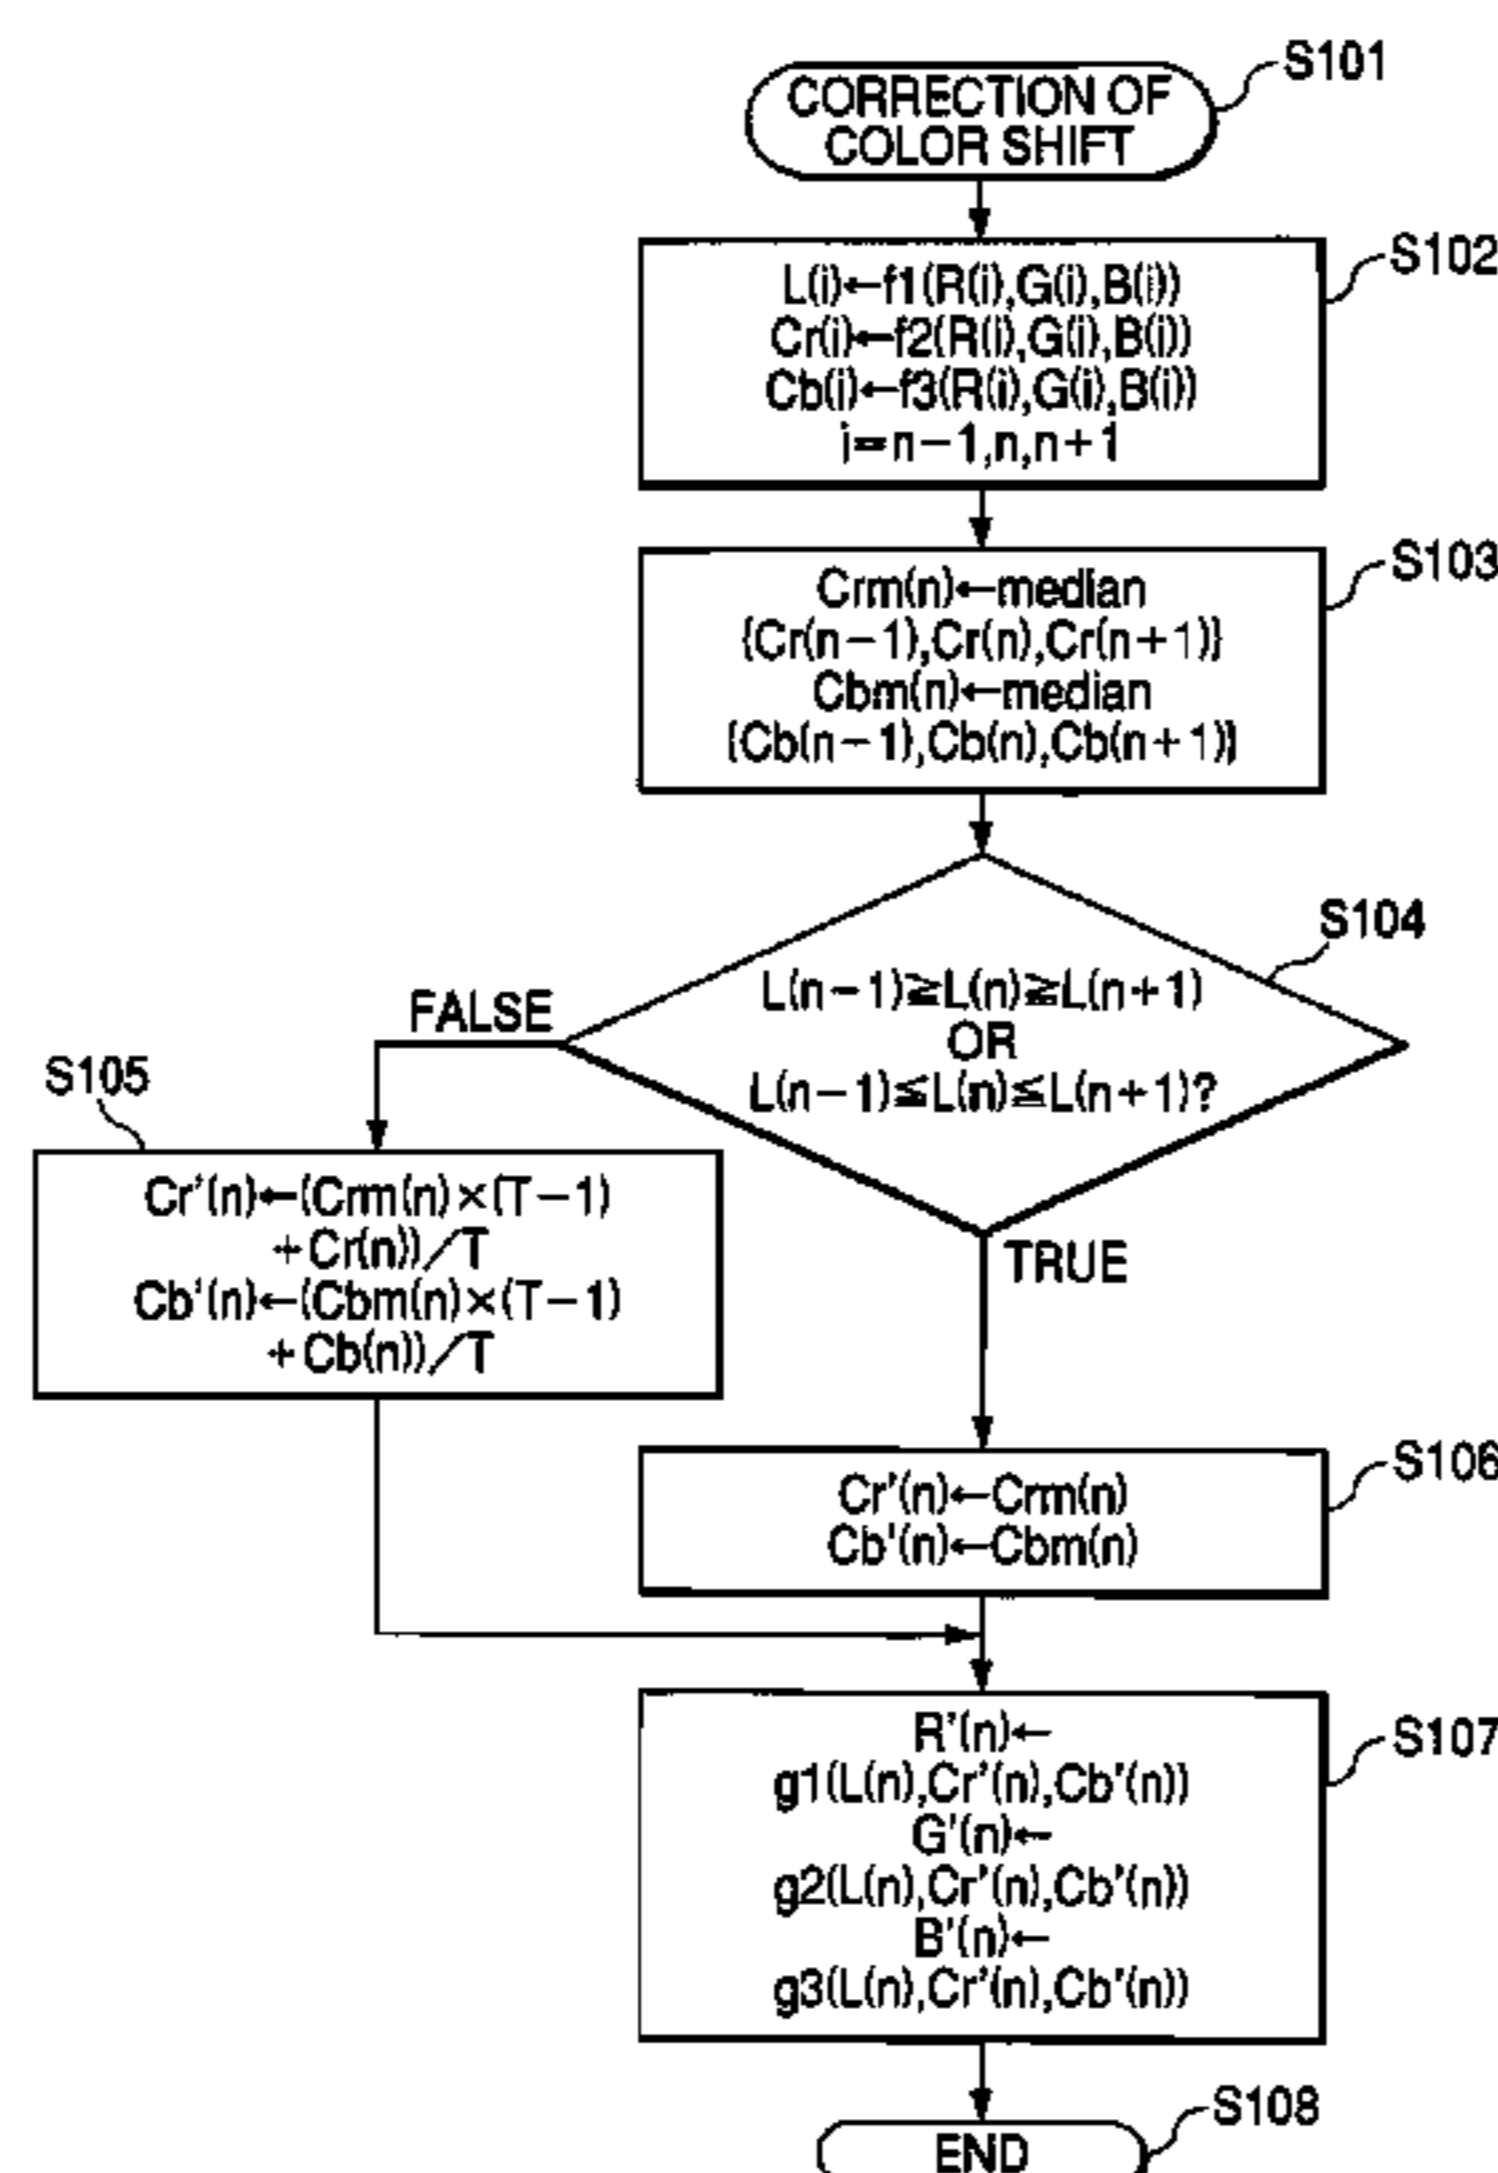 CORRECTION OF
COLOR SHIFT
S101
L(i)←f1(R(i),G(i),B(i))
Cr(i)←f2(R(i),G(i),B(i))
Cb(i)←f3(R(i),G(i),B(i))
i=n−1,n,n+1
S102
Crm(n)←median
{Cr(n−1),Cr(n),Cr(n+1)}
Cbm(n)←median
{Cb(n−1),Cb(n),Cb(n+1)}
S103
L(n−1)≧L(n)≧L(n+1)
OR
L(n−1)≦L(n)≦L(n+1)?
S104
FALSE
TRUE
S105
Cr'(n)←(Crm(n)×(T−1)
+Cr(n))/T
Cb'(n)←(Cbm(n)×(T−1)
+Cb(n))/T
Cr'(n)←Crm(n)
Cb'(n)←Cbm(n)
S106
R'(n)←
g1(L(n),Cr'(n),Cb'(n))
G'(n)←
g2(L(n),Cr'(n),Cb'(n))
B'(n)←
g3(L(n),Cr'(n),Cb'(n))
S107
END
S108